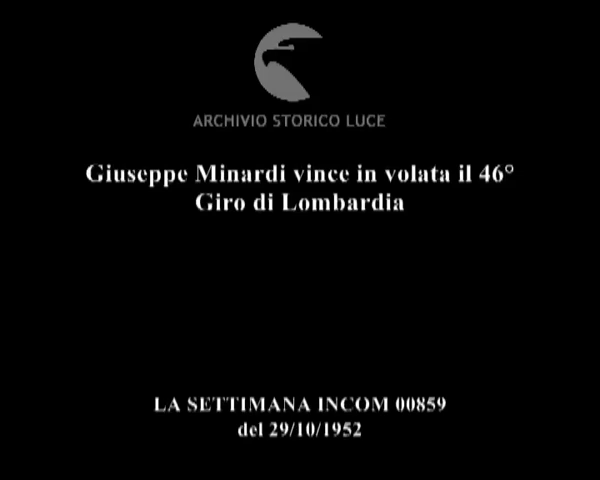 ARCHIVIO STORICO LUCE
Giuseppe Minardi vince in volata il 46°
Giro di Lombardia
LA SETTIMANA INCOM 00859
del 29/10/1952